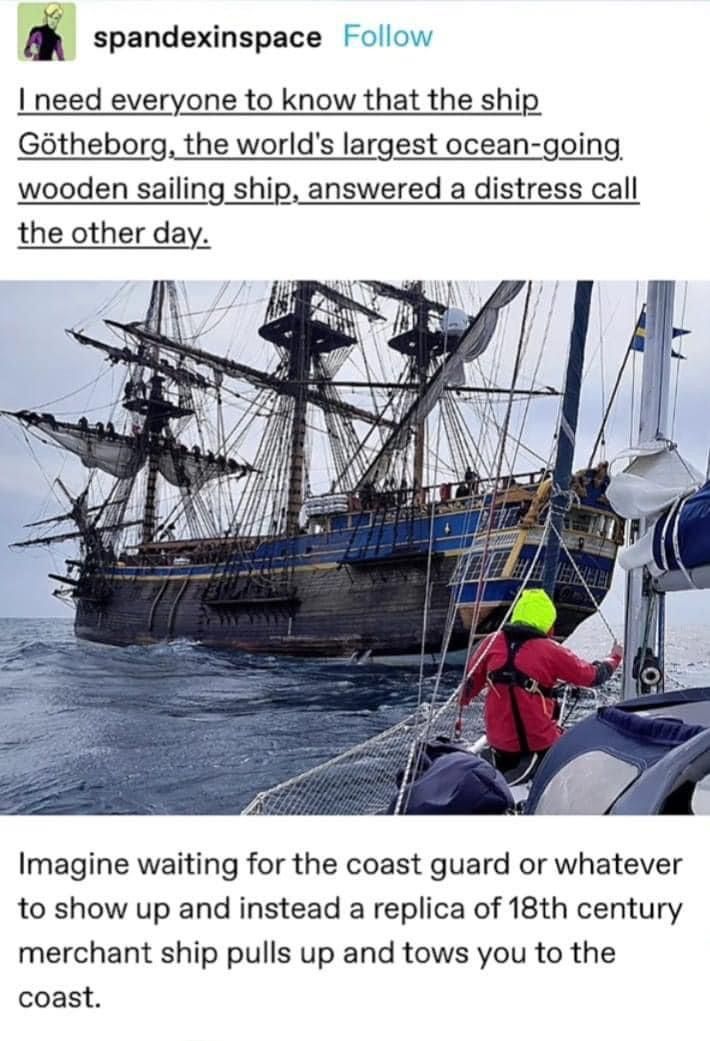 spandexinspace Follow
I need everyone to know that the ship
Götheborg, the world's largest ocean-going
wooden sailing ship, answered a distress call
the other day.
Imagine waiting for the coast guard or whatever
to show up and instead a replica of 18th century
merchant ship pulls up and tows you to the
coast.